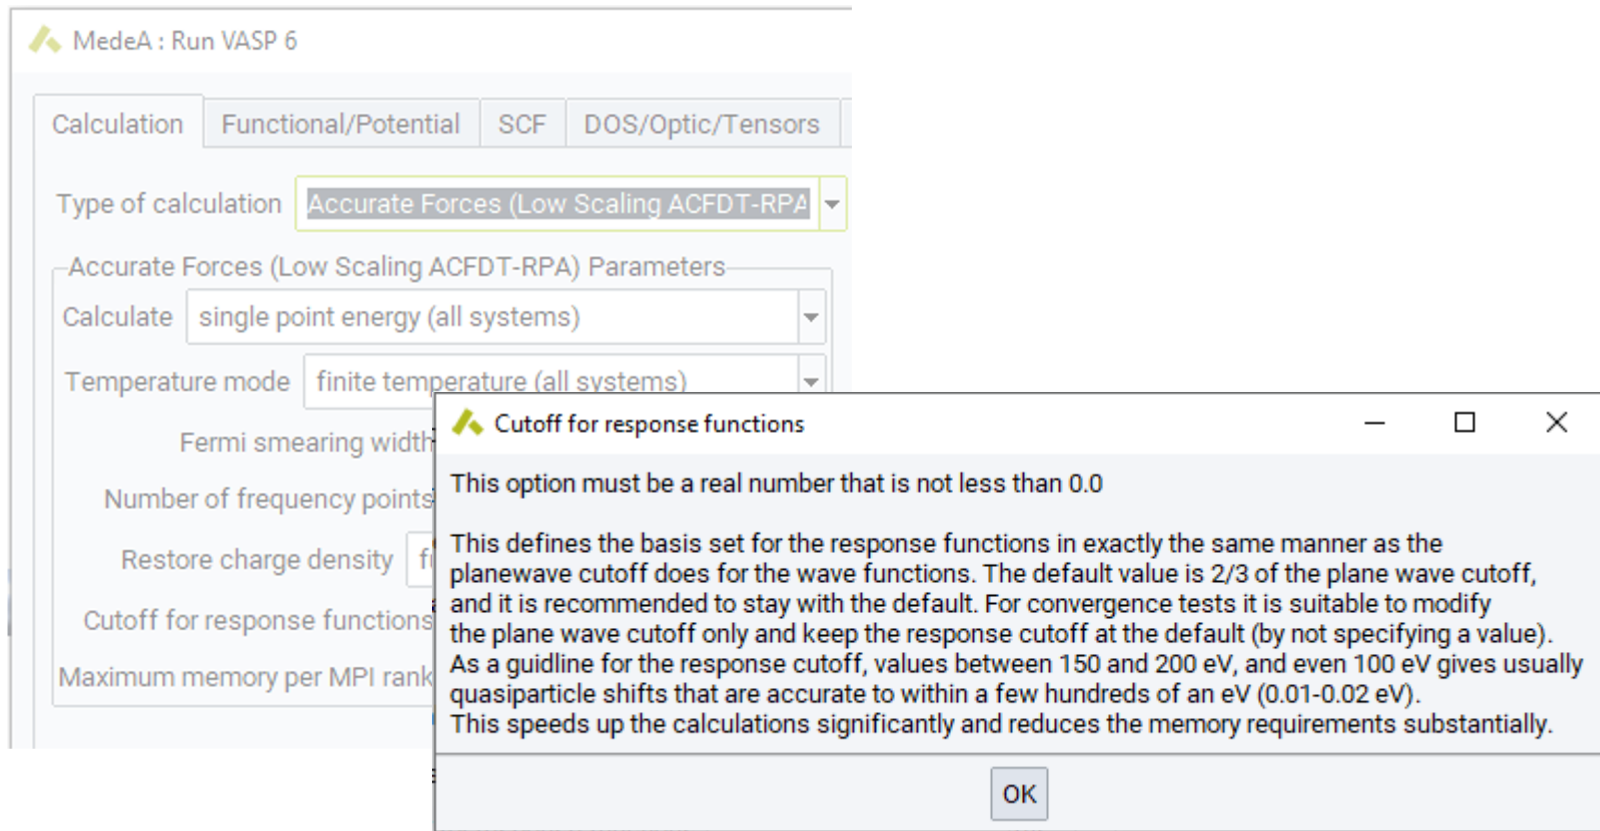 MedeA : Run VASP 6
Calculation Functional/Potential SCF DOS/Optic/Tensors
Type of calculation Accurate Forces (Low Scaling ACFDT-RPA
Accurate Forces (Low Scaling ACFDT-RPA) Parameters
Calculate single point energy (all systems)
Temperature mode finite temperature (all systems)
Fermi smearing width
Number of frequency points
Restore charge density
Cutoff for response functions
Maximum memory per MPI rank
Cutoff for response functions
This option must be a real number that is not less than 0.0
This defines the basis set for the response functions in exactly the same manner as the
planewave cutoff does for the wave functions. The default value is 2/3 of the plane wave cutoff,
and it is recommended to stay with the default. For convergence tests it is suitable to modify
the plane wave cutoff only and keep the response cutoff at the default (by not specifying a value).
As a guidline for the response cutoff, values between 150 and 200 eV, and even 100 eV gives usually
quasiparticle shifts that are accurate to within a few hundreds of an eV (0.01-0.02 eV).
This speeds up the calculations significantly and reduces the memory requirements substantially.
OK